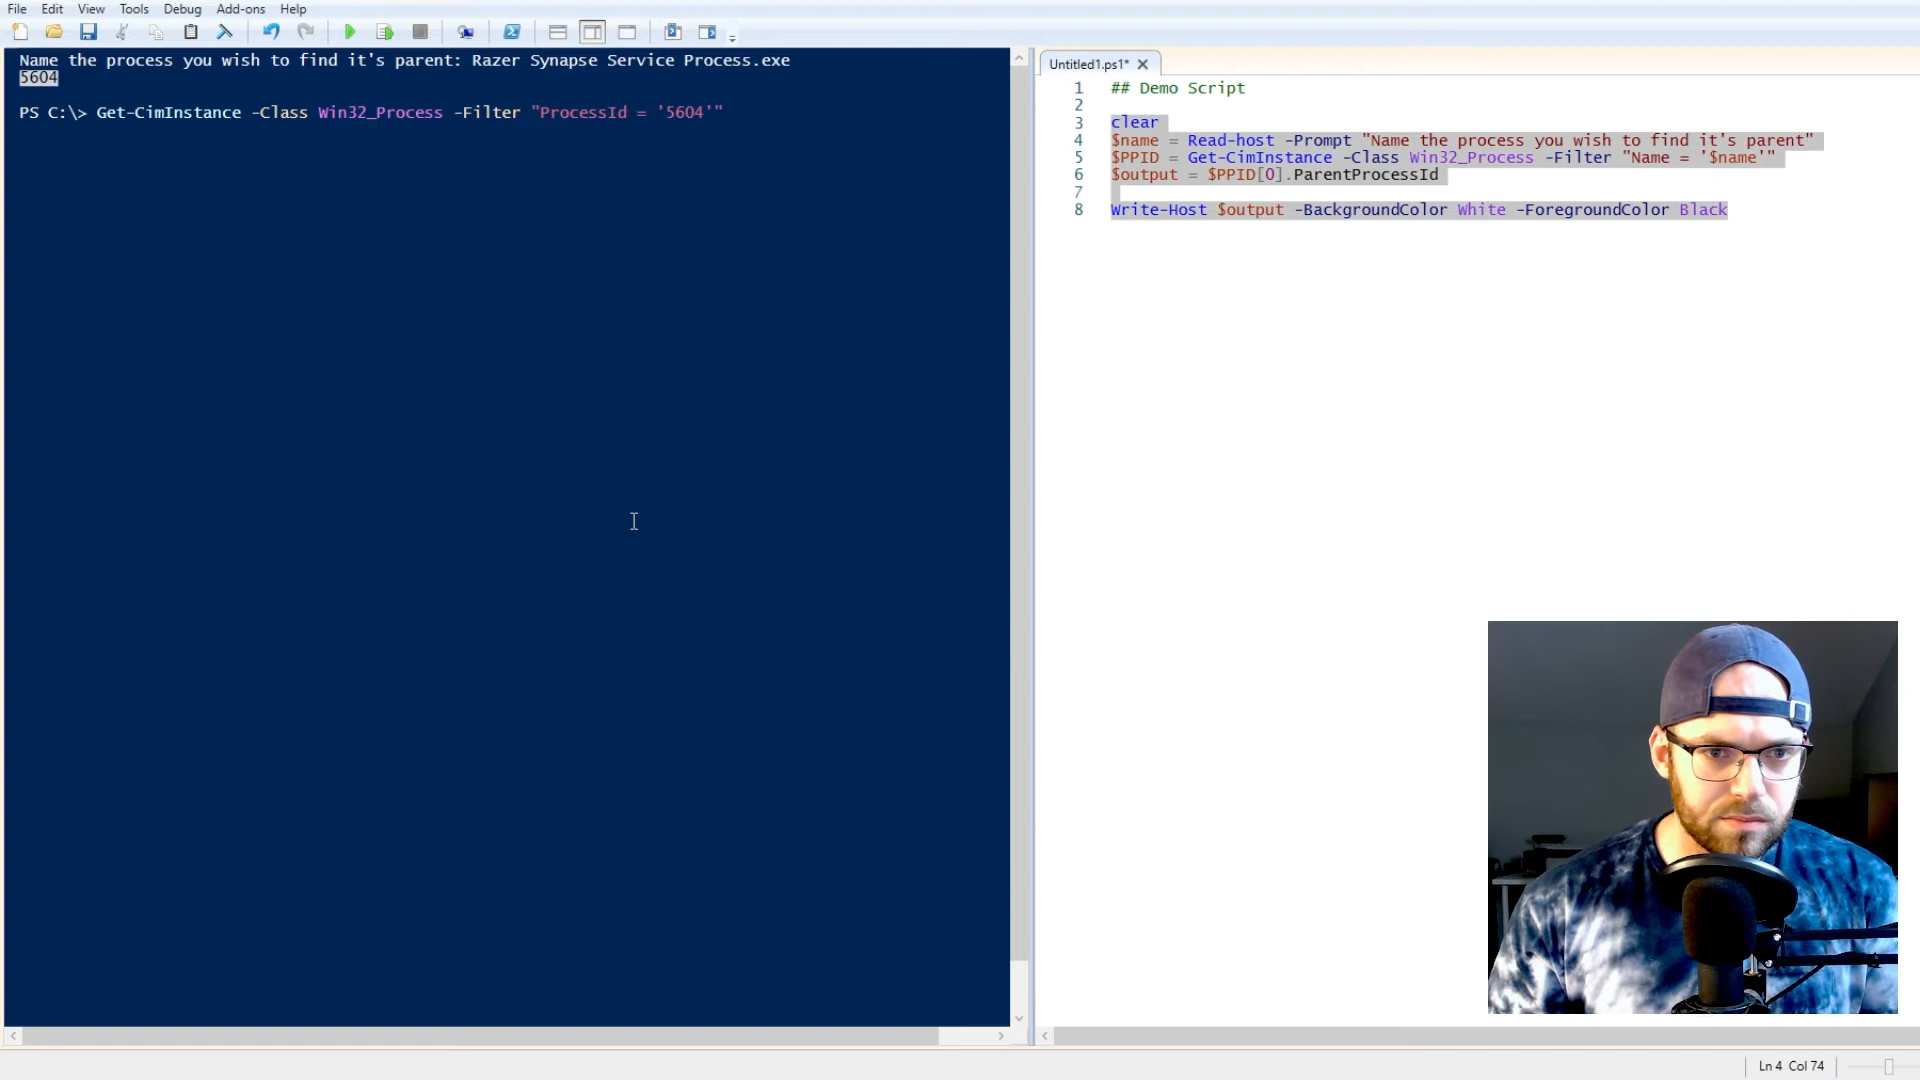 File Edit View Tools Debug Add-ons Help
Name the process you wish to find it's parent: Razer Synapse Service Process.exe
5604
PS C:\> Get-CimInstance -Class Win32_Process -Filter "ProcessId = '5604'"
Untitled1.ps1*
1 ## Demo Script
2
3 clear
4 $name = Read-host -Prompt "Name the process you wish to find it's parent"
5 $PPID = Get-CimInstance -Class Win32_Process -Filter "Name = '$name'"
6 $output = $PPID[0].ParentProcessId
7
8 Write-Host $output -BackgroundColor White -ForegroundColor Black
Ln 4 Col 74